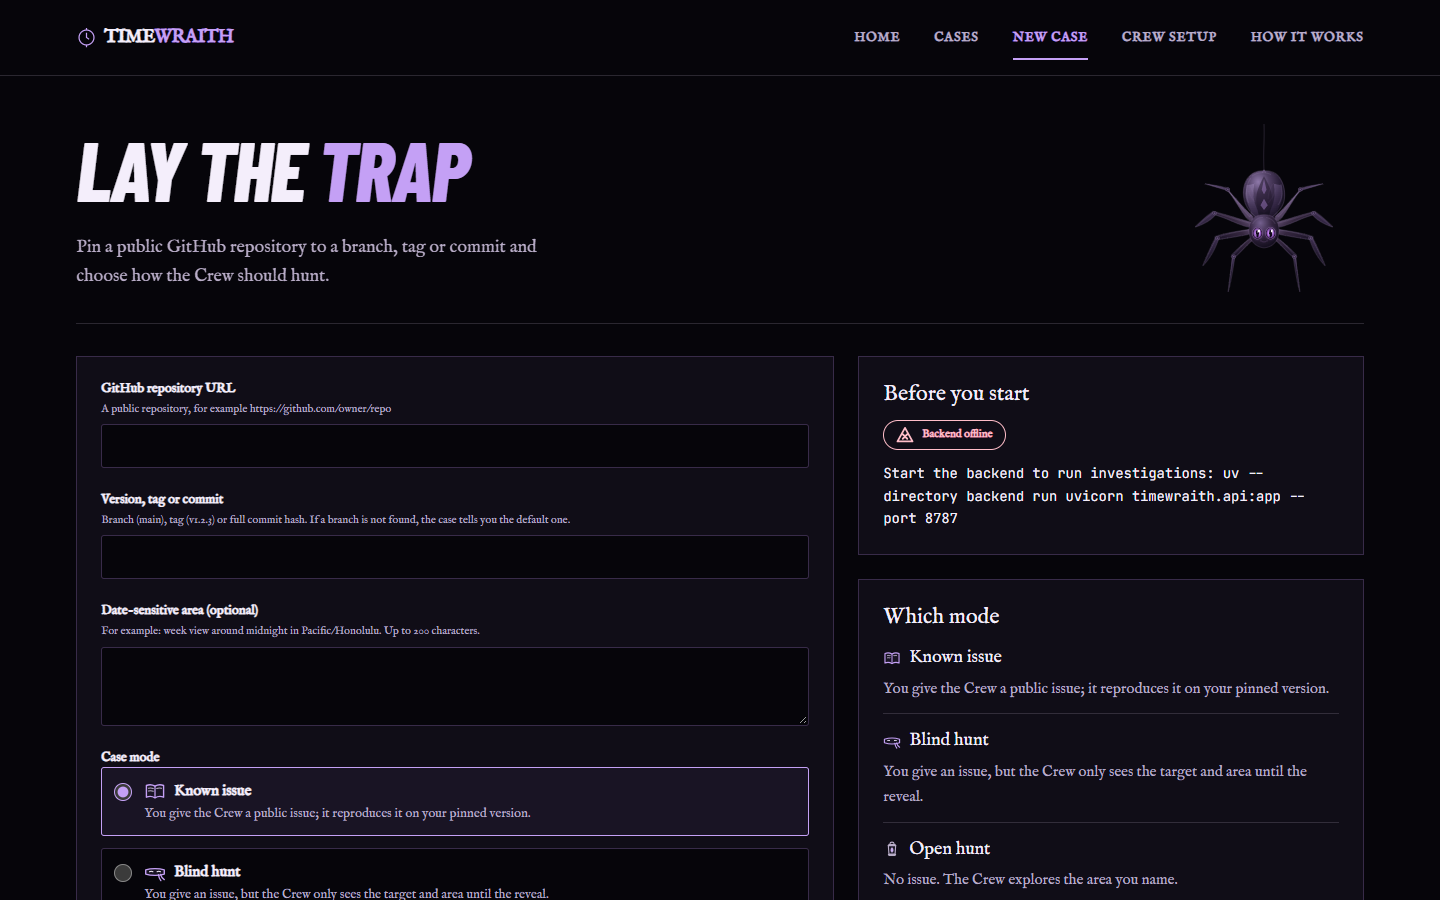 TIMEWRAITH
HOME CASES NEW CASE CREW SETUP HOW IT WORKS
LAY THE TRAP
Pin a public GitHub repository to a branch, tag or commit and
choose how the Crew should hunt.
GitHub repository URL
A public repository, for example https://github.com/owner/repo
Version, tag or commit
Branch (main), tag (v1.2.3) or full commit hash. If a branch is not found, the case tells you the default one.
Date-sensitive area (optional)
For example: week view around midnight in Pacific/Honolulu. Up to 200 characters.
Case mode
Known issue
You give the Crew a public issue; it reproduces it on your pinned version.
Blind hunt
You give an issue, but the Crew only sees the target and area until the reveal.
Before you start
Backend offline
Start the backend to run investigations: uv --
directory backend run uvicorn timewraith.api:app --
port 8787
Which mode
Known issue
You give the Crew a public issue; it reproduces it on your pinned version.
Blind hunt
You give an issue, but the Crew only sees the target and area until the
reveal.
Open hunt
No issue. The Crew explores the area you name.